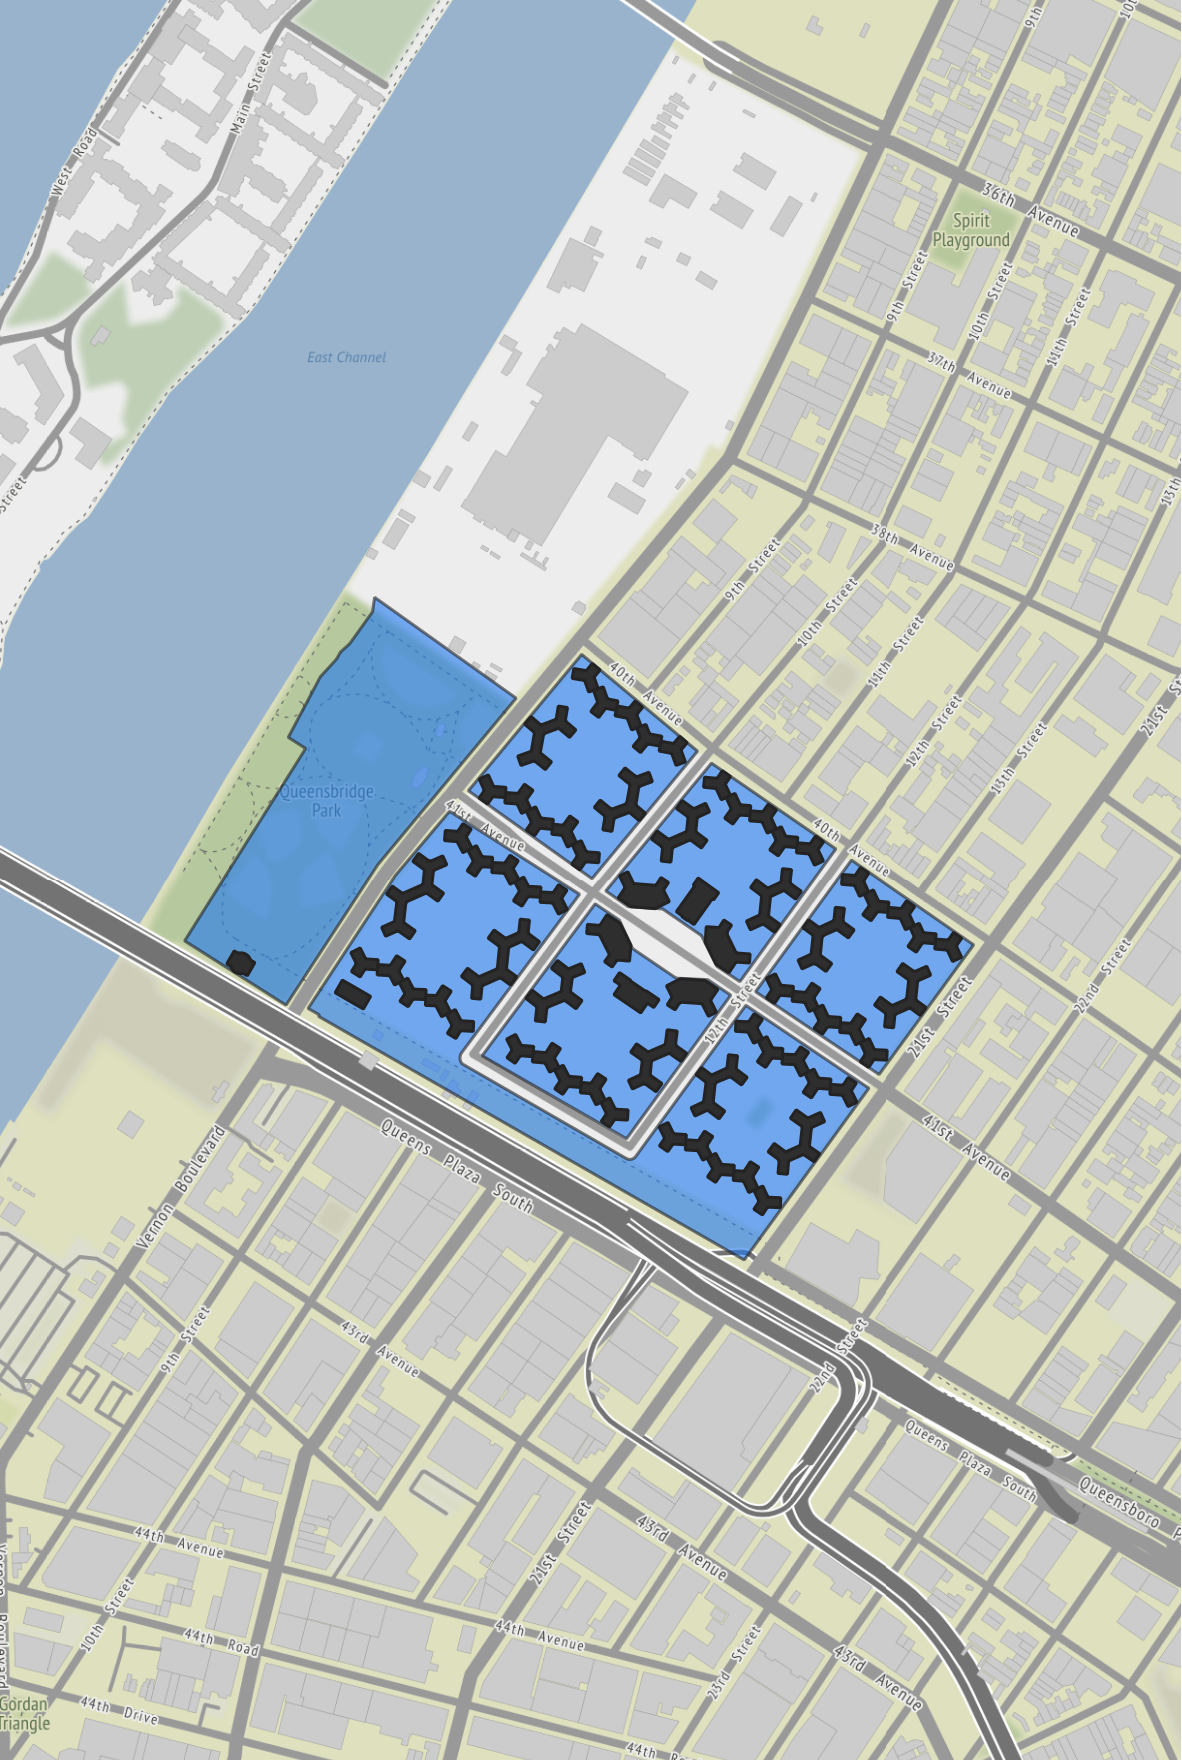 Main Street
West Road
36th Avenue
9th
10th
Spirit
Playground
9th Street
10th Street
11th Street
37th Avenue
East Channel
Street
13th
38th Avenue
9th Street
10th Street
11th Street
12th Street
13th Street
21st
40th Avenue
Queensbridge
Park
41st Avenue
40th Avenue
22nd Street
21st Street
12th Street
41st Avenue
Queens Plaza South
Vernon Boulevard
9th Street
43rd Avenue
22nd Street
Queens Plaza South
Queensboro
21st Street
43rd Avenue
44th Avenue
10th Street
44th Road
44th Avenue
23rd Street
43rd Avenue
Gordan
Triangle
44th Drive
44th